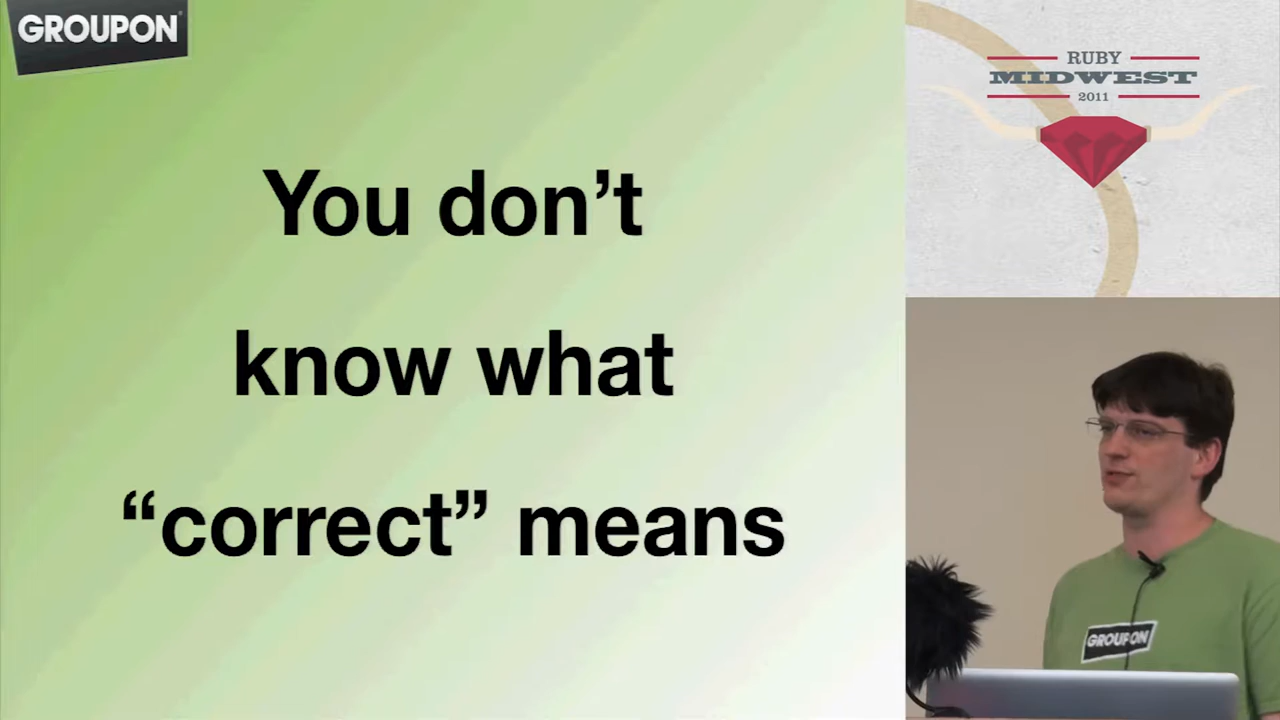 GROUPON
You don’t
know what
“correct” means
RUBY
MIDWEST
2011
GROUPON